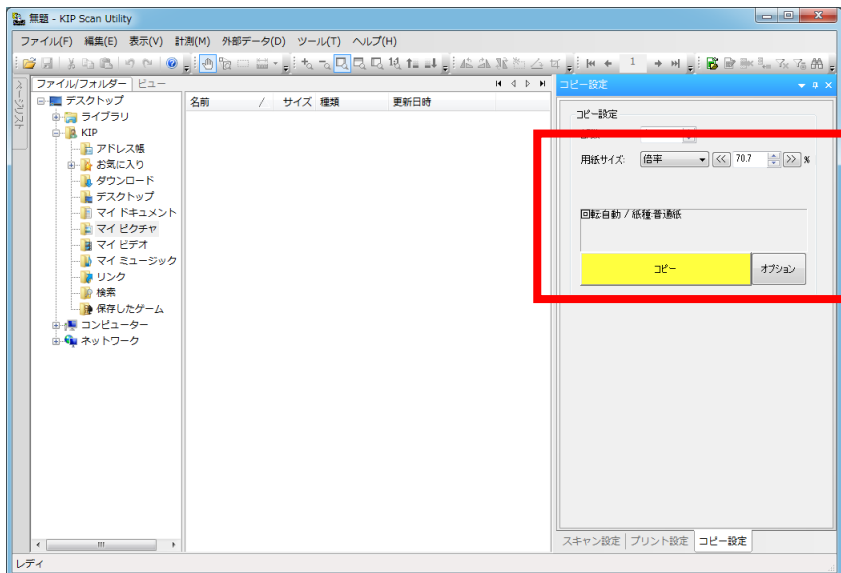 無題 - KIP Scan Utility
ファイル(F) 編集(E) 表示(V) 計測(M) 外部データ(D) ツール(T) ヘルプ(H)
1
ページリスト
ファイル/フォルダー ビュー
名前 / サイズ 種類 更新日時
デスクトップ
ライブラリ
KIP
アドレス帳
お気に入り
ダウンロード
デスクトップ
マイ ドキュメント
マイ ピクチャ
マイ ビデオ
マイ ミュージック
リンク
検索
保存したゲーム
コンピューター
ネットワーク
コピー設定
コピー設定
用紙サイズ: 倍率 << 70.7 >> %
回転自動 / 紙種普通紙
コピー オプション
スキャン設定 プリント設定 コピー設定
レディ